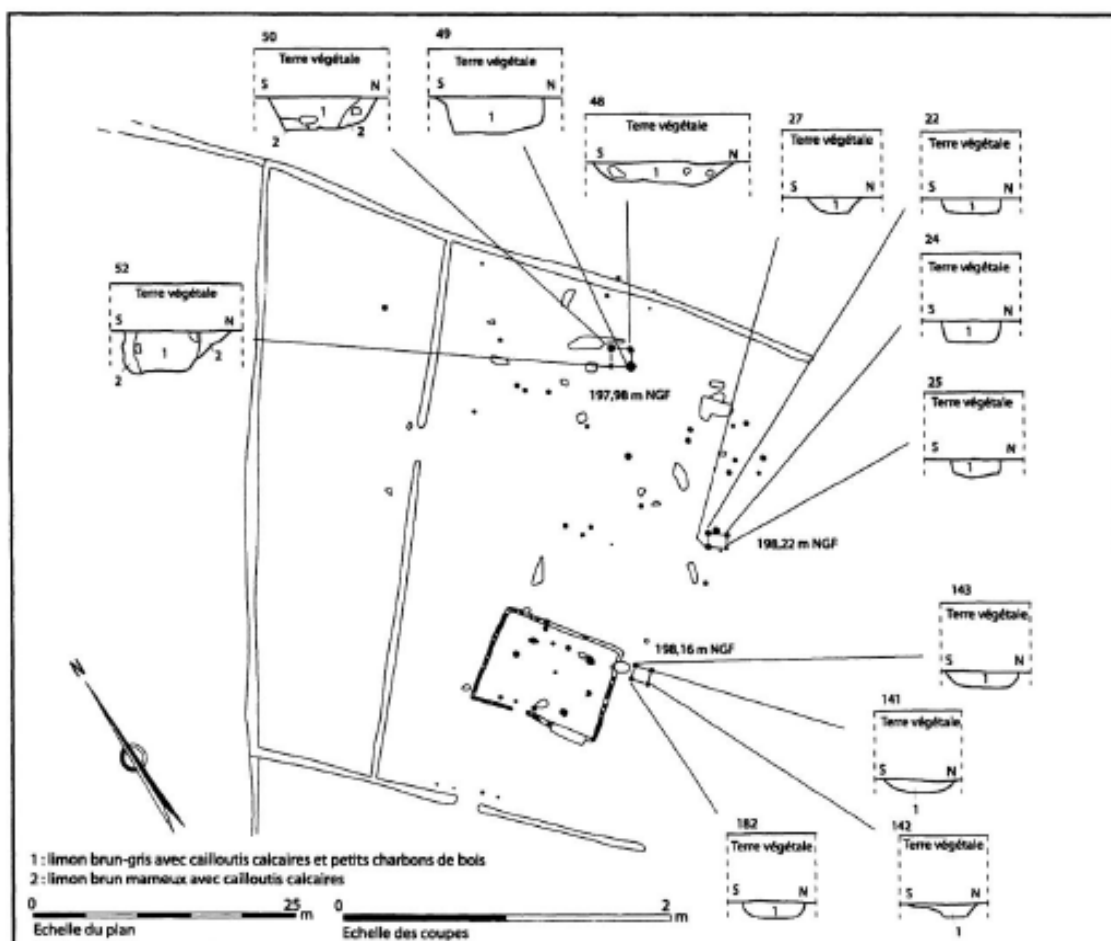 50
Terre végétale
S N
1
2
2
49
Terre végétale
S N
1
48
Terre végétale
S N
1
27
Terre végétale
S N
1
22
Terre végétale
S N
1
24
Terre végétale
S N
1
52
Terre végétale
S N
1
2
2
25
Terre végétale
S N
1
197,98 m NGF
198,22 m NGF
198,16 m NGF
143
Terre végétale
S N
1
141
Terre végétale
S N
1
182
Terre végétale
S N
1
142
Terre végétale
S N
1
N
1 : limon brun-gris avec cailloutis calcaires et petits charbons de bois
2 : limon brun marneux avec cailloutis calcaires
0 25 m
Echelle du plan
0 2 m
Echelle des coupes